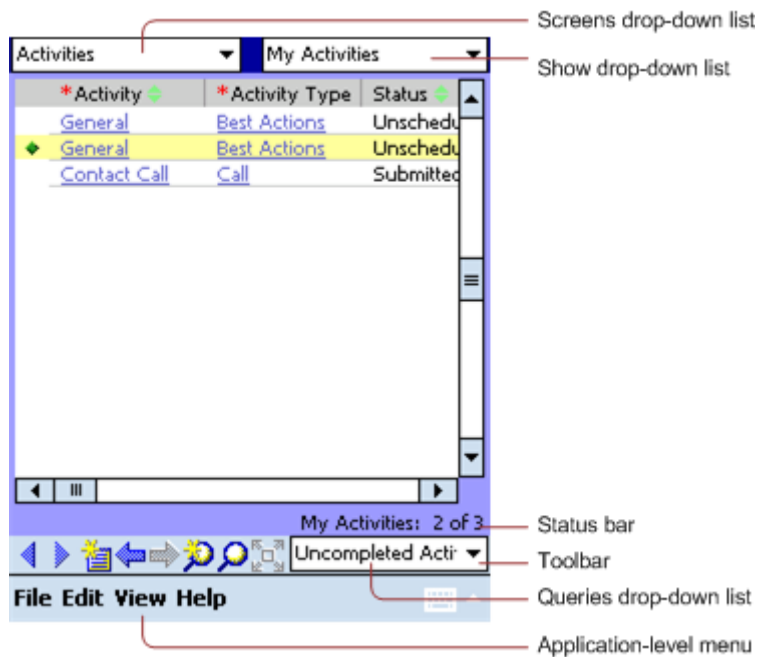 Screens drop-down list
Activities My Activities
Show drop-down list
*Activity *Activity Type Status
General Best Actions Unschedu
General Best Actions Unschedu
Contact Call Call Submitted
My Activities: 2 of 3
Status bar
Uncompleted Acti
Toolbar
File Edit View Help
Queries drop-down list
Application-level menu